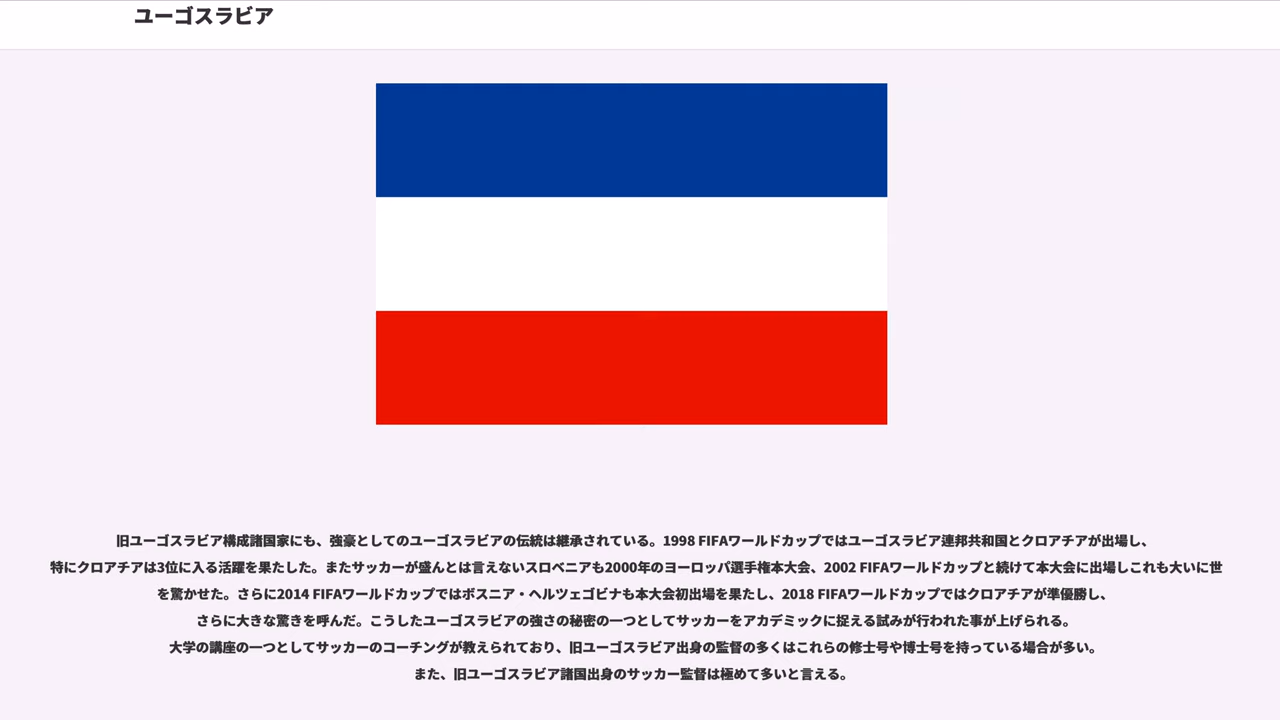 ユーゴスラビア
旧ユーゴスラビア構成諸国家にも、強豪としてのユーゴスラビアの伝統は継承されている。1998 FIFAワールドカップではユーゴスラビア連邦共和国とクロアチアが出場し、
特にクロアチアは3位に入る活躍を果たした。またサッカーが盛んとは言えないスロベニアも2000年のヨーロッパ選手権本大会、2002 FIFAワールドカップと続けて本大会に出場しこれも大いに世
を驚かせた。さらに2014 FIFAワールドカップではボスニア・ヘルツェゴビナも本大会初出場を果たし、2018 FIFAワールドカップではクロアチアが準優勝し、
さらに大きな驚きを呼んだ。こうしたユーゴスラビアの強さの秘密の一つとしてサッカーをアカデミックに捉える試みが行われた事が上げられる。
大学の講座の一つとしてサッカーのコーチングが教えられており、旧ユーゴスラビア出身の監督の多くはこれらの修士号や博士号を持っている場合が多い。
また、旧ユーゴスラビア諸国出身のサッカー監督は極めて多いと言える。